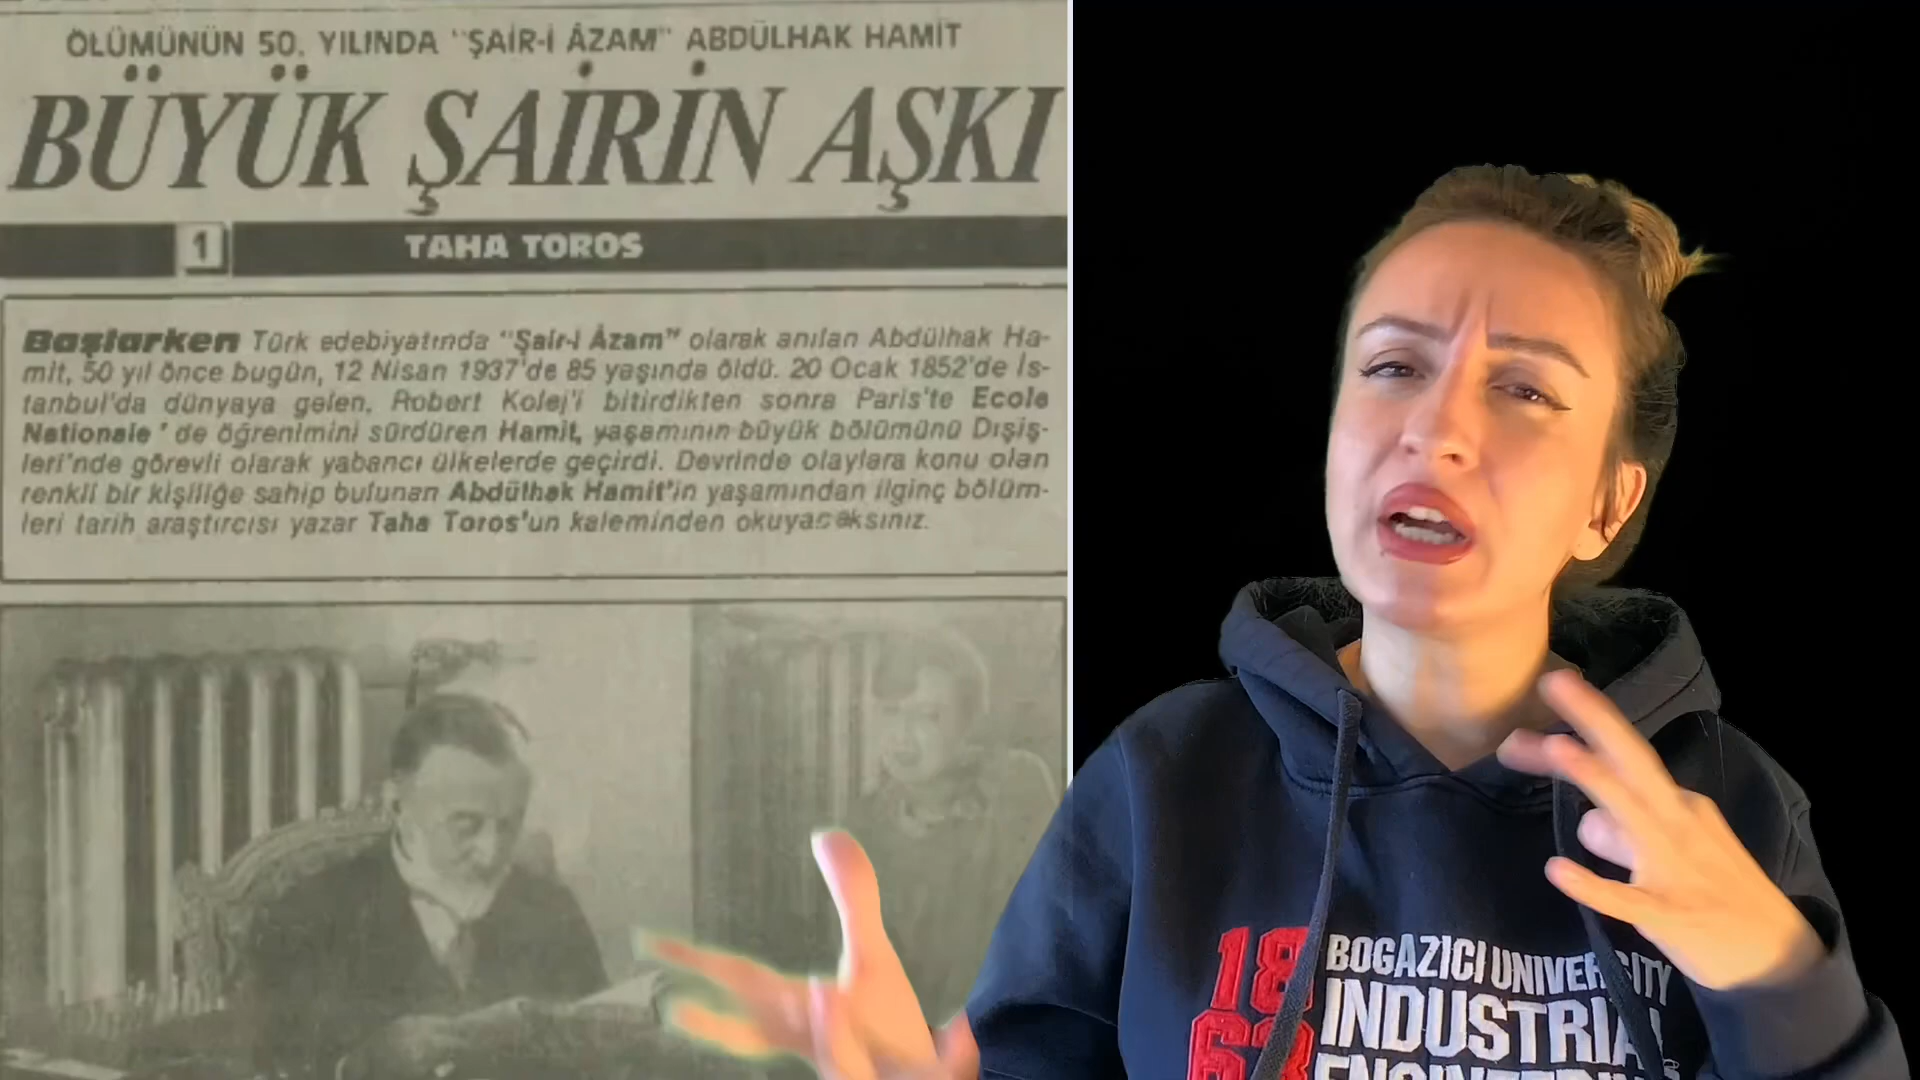 ÖLÜMÜNÜN 50. YILINDA "ŞAİR-İ ÂZAM" ABDÜLHAK HAMİT
BÜYÜK ŞAİRİN AŞKI
1 TAHA TOROS
Başlarken Türk edebiyatında "Şair-i Âzam" olarak anılan Abdülhak Ha-
mit, 50 yıl önce bugün, 12 Nisan 1937'de 85 yaşında öldü. 20 Ocak 1852'de İs-
tanbul'da dünyaya gelen, Robert Kolej'i bitirdikten sonra Paris'te Ecole
Nationale 'de öğrenimini sürdüren Hamit, yaşamının büyük bölümünü Dışiş-
leri'nde görevli olarak yabancı ülkelerde geçirdi. Devrinde olaylara konu olan
renkli bir kişiliğe sahip bulunan Abdülhak Hamit'in yaşamından ilginç bölüm-
leri tarih araştırcısı yazar Taha Toros'un kaleminden okuyacaksınız.
18
63
BOGAZICI UNIVERSITY
INDUSTRIAL
ENGINEERING